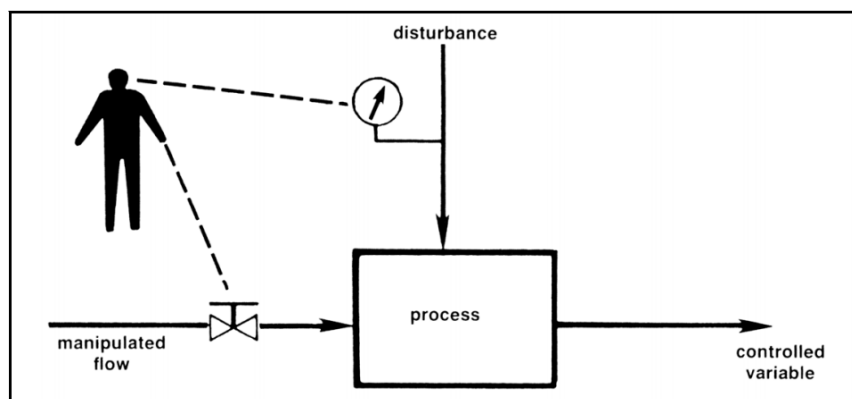 disturbance
process
manipulated
flow
controlled
variable